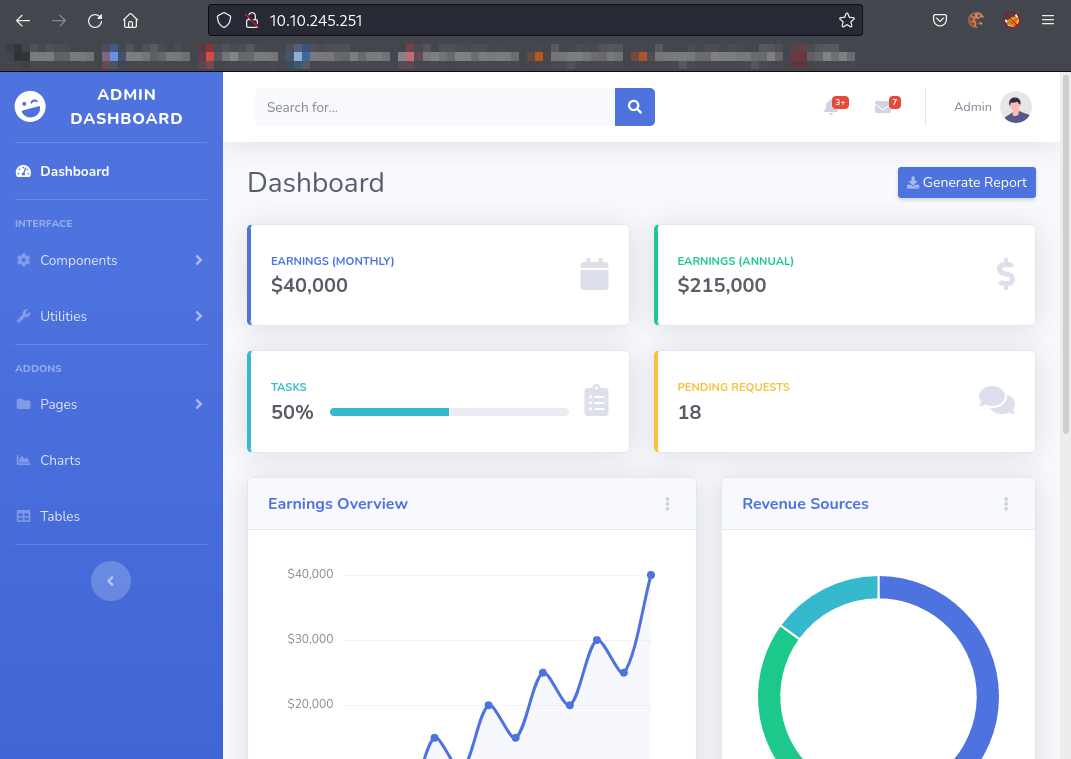 10.10.245.251
ADMIN
DASHBOARD
Search for...
3+
7
Admin
Dashboard
Dashboard
Generate Report
INTERFACE
Components
Utilities
ADDONS
Pages
Charts
Tables
EARNINGS (MONTHLY)
$40,000
EARNINGS (ANNUAL)
$215,000
TASKS
50%
PENDING REQUESTS
18
Earnings Overview
Revenue Sources
$40,000
$30,000
$20,000